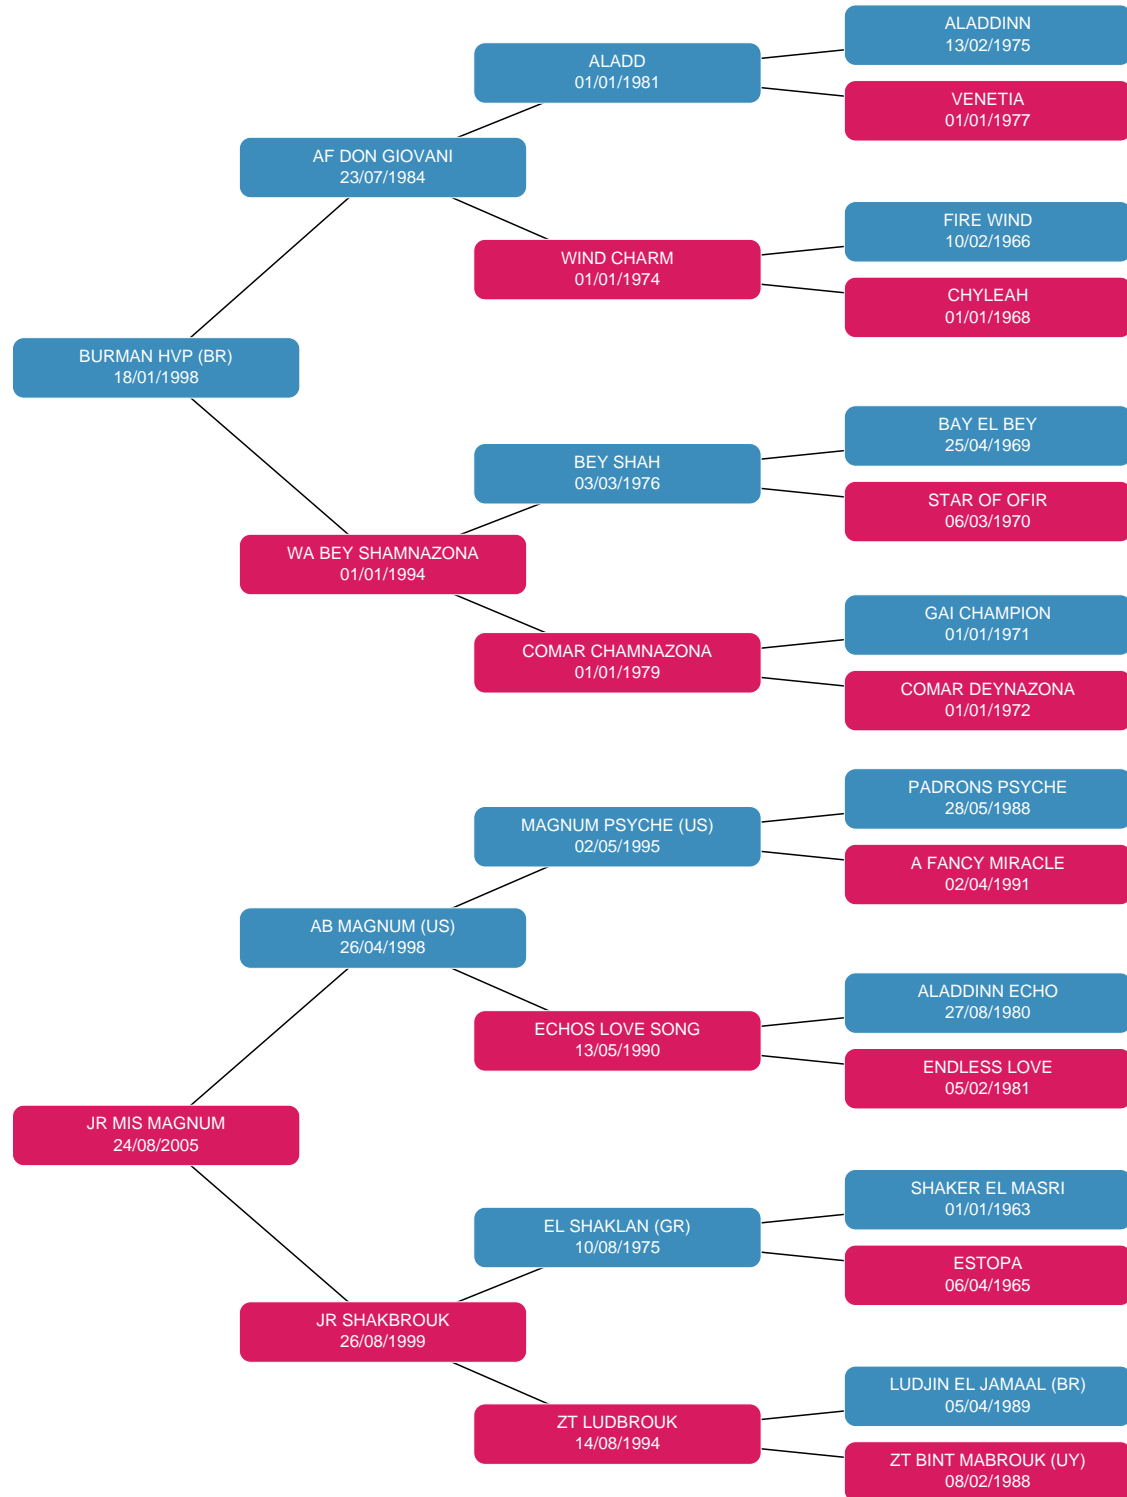 ALADDINN
13/02/1975
ALADD
01/01/1981
VENETIA
01/01/1977
AF DON GIOVANI
23/07/1984
FIRE WIND
10/02/1966
WIND CHARM
01/01/1974
CHYLEAH
01/01/1968
BURMAN HVP (BR)
18/01/1998
BAY EL BEY
25/04/1969
BEY SHAH
03/03/1976
STAR OF OFIR
06/03/1970
WA BEY SHAMNAZONA
01/01/1994
GAI CHAMPION
01/01/1971
COMAR CHAMNAZONA
01/01/1979
COMAR DEYNAZONA
01/01/1972
PADRONS PSYCHE
28/05/1988
MAGNUM PSYCHE (US)
02/05/1995
A FANCY MIRACLE
02/04/1991
AB MAGNUM (US)
26/04/1998
ALADDINN ECHO
27/08/1980
ECHOS LOVE SONG
13/05/1990
ENDLESS LOVE
05/02/1981
JR MIS MAGNUM
24/08/2005
SHAKER EL MASRI
01/01/1963
EL SHAKLAN (GR)
10/08/1975
ESTOPA
06/04/1965
JR SHAKBROUK
26/08/1999
LUDJIN EL JAMAAL (BR)
05/04/1989
ZT LUDBROUK
14/08/1994
ZT BINT MABROUK (UY)
08/02/1988